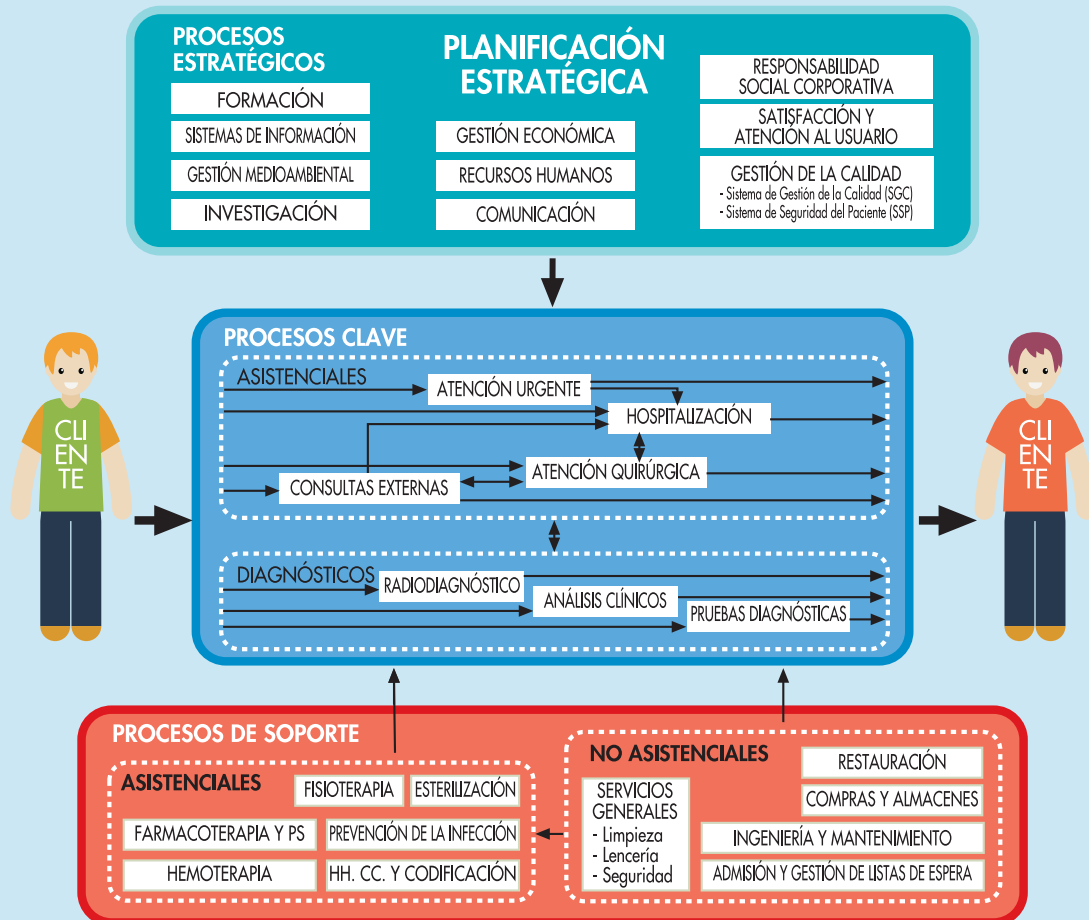 PROCESOS
ESTRATÉGICOS
FORMACIÓN
SISTEMAS DE INFORMACIÓN
GESTIÓN MEDIOAMBIENTAL
INVESTIGACIÓN
PLANIFICACIÓN
ESTRATÉGICA
GESTIÓN ECONÓMICA
RECURSOS HUMANOS
COMUNICACIÓN
RESPONSABILIDAD
SOCIAL CORPORATIVA
SATISFACCIÓN Y
ATENCIÓN AL USUARIO
GESTIÓN DE LA CALIDAD
- Sistema de Gestión de la Calidad (SGC)
- Sistema de Seguridad del Paciente (SSP)
CLI
EN
TE
PROCESOS CLAVE
ASISTENCIALES
ATENCIÓN URGENTE
HOSPITALIZACIÓN
ATENCIÓN QUIRÚRGICA
CONSULTAS EXTERNAS
DIAGNÓSTICOS
RADIODIAGNÓSTICO
ANÁLISIS CLÍNICOS
PRUEBAS DIAGNÓSTICAS
CLI
EN
TE
PROCESOS DE SOPORTE
ASISTENCIALES
FISIOTERAPIA
ESTERILIZACIÓN
FARMACOTERAPIA Y PS
PREVENCIÓN DE LA INFECCIÓN
HEMOTERAPIA
HH. CC. Y CODIFICACIÓN
NO ASISTENCIALES
SERVICIOS
GENERALES
- Limpieza
- Lencería
- Seguridad
RESTAURACIÓN
COMPRAS Y ALMACENES
INGENIERÍA Y MANTENIMIENTO
ADMISIÓN Y GESTIÓN DE LISTAS DE ESPERA